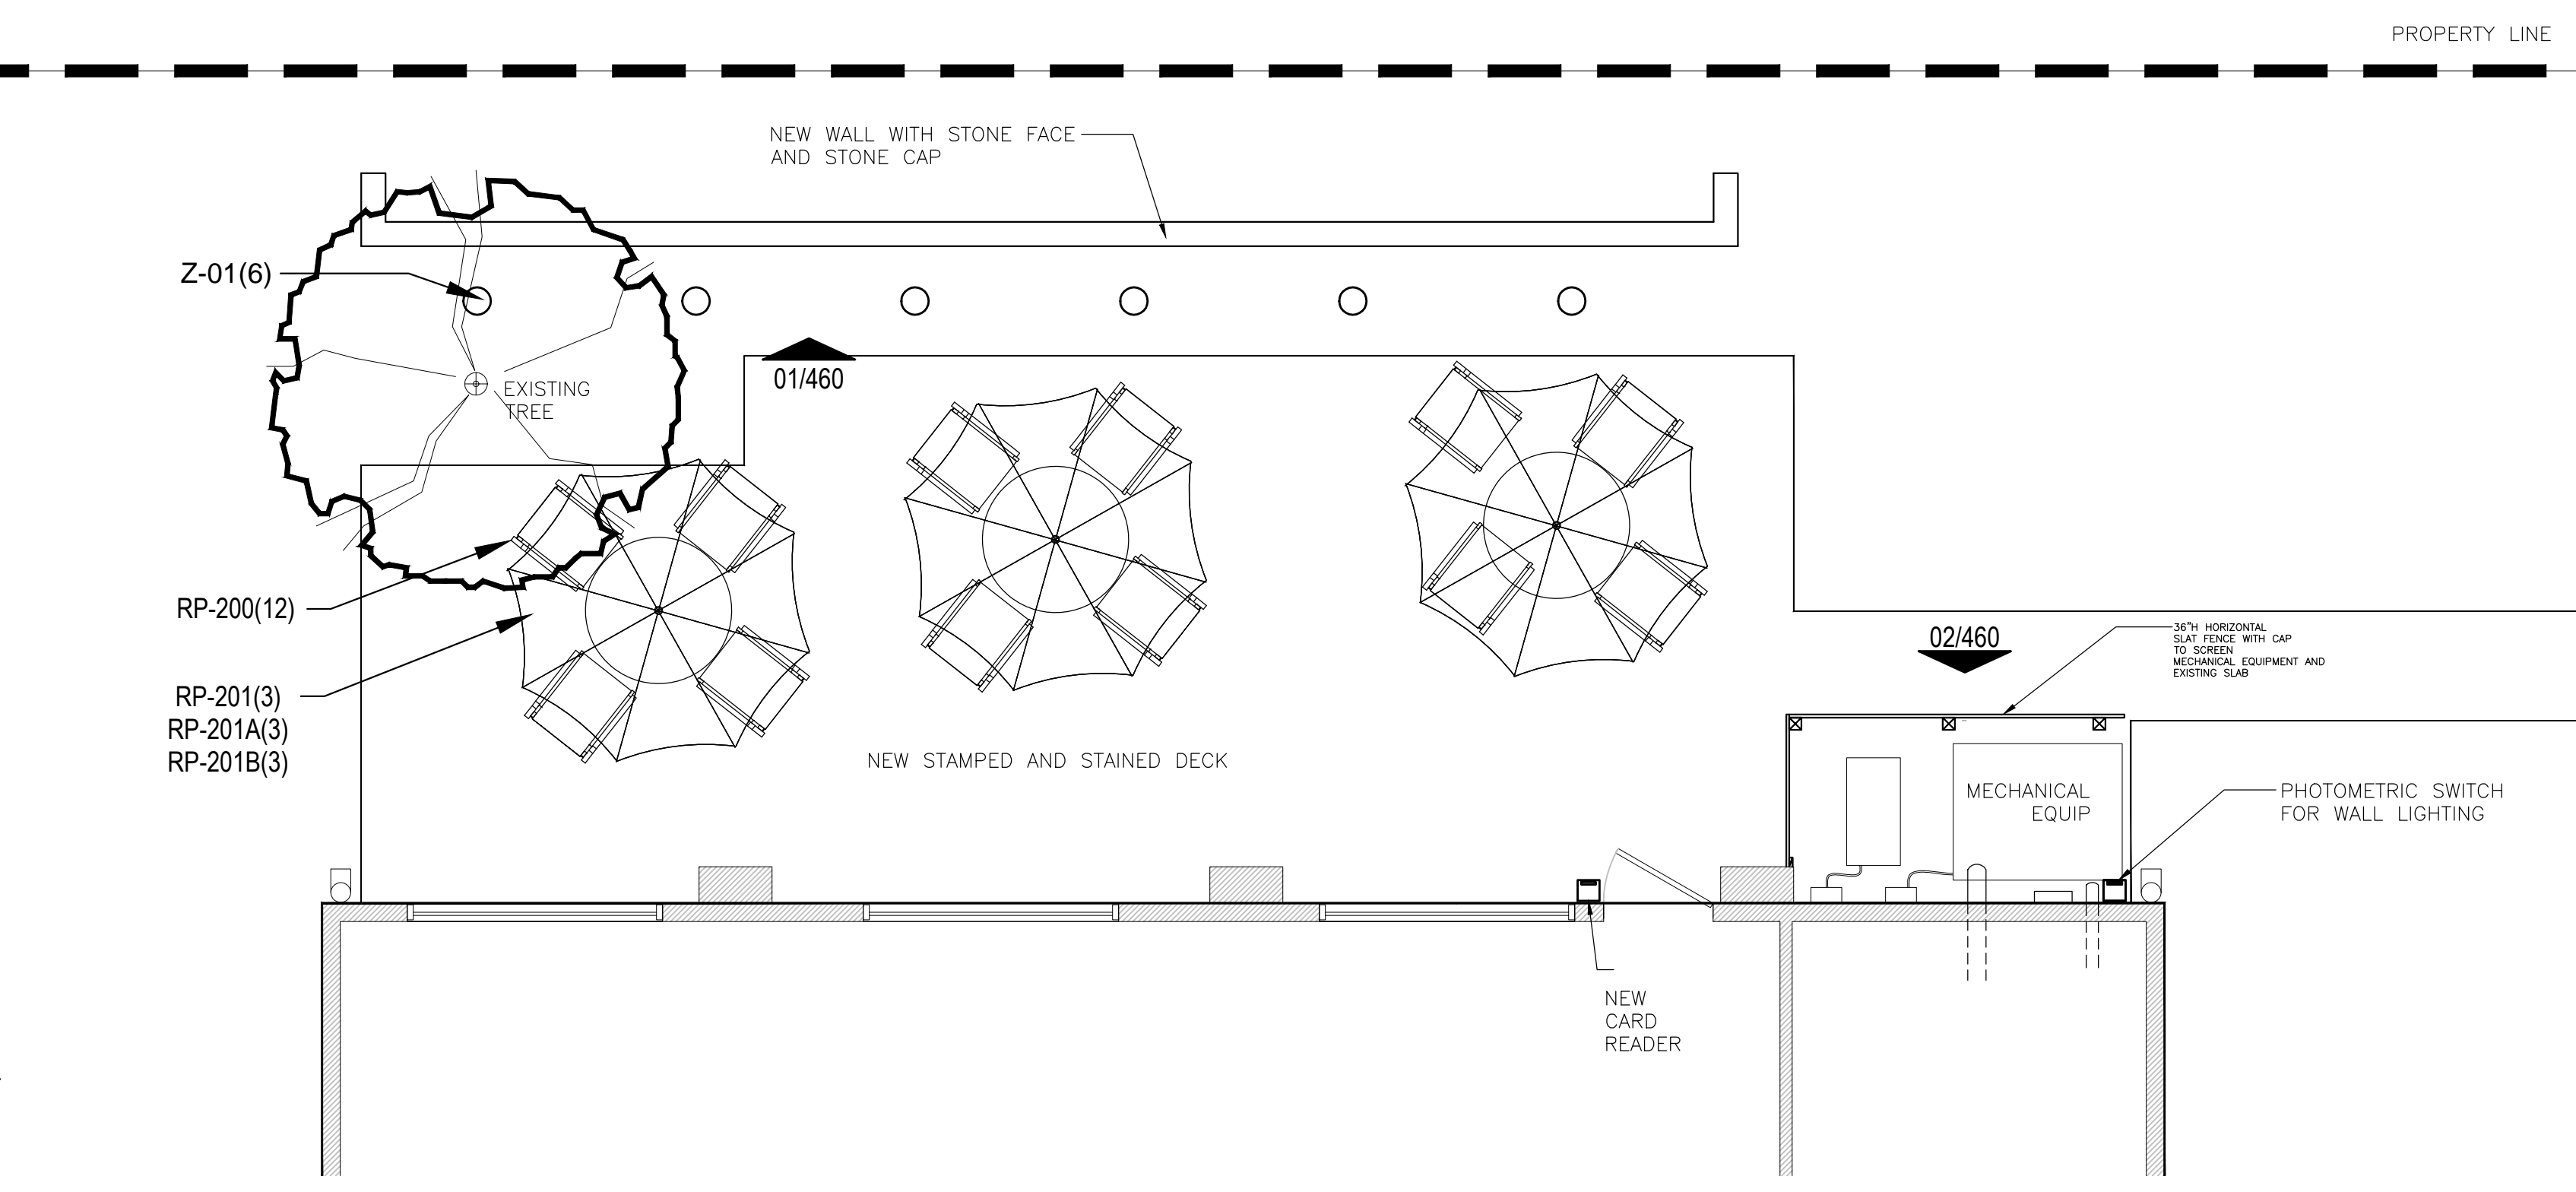 PROPERTY LINE
NEW WALL WITH STONE FACE
AND STONE CAP
Z-01(6)
01/460
EXISTING
TREE
RP-200(12)
RP-201(3)
RP-201A(3)
RP-201B(3)
02/460
36"H HORIZONTAL
SLAT FENCE WITH CAP
TO SCREEN
MECHANICAL EQUIPMENT AND
EXISTING SLAB
NEW STAMPED AND STAINED DECK
MECHANICAL
EQUIP
PHOTOMETRIC SWITCH
FOR WALL LIGHTING
NEW
CARD
READER